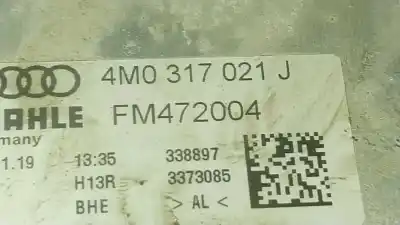 4M0 317 021 J
AHLE FM472004
many
1.19 13:35 338897
H13R 3373085
BHE > AL <